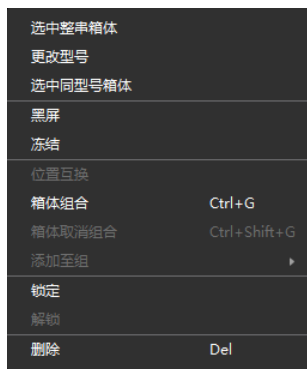 选中整串箱体
更改型号
选中同型号箱体
黑屏
冻结
位置互换
箱体组合 Ctrl+G
箱体取消组合 Ctrl+Shift+G
添加至组
锁定
解锁
删除 Del